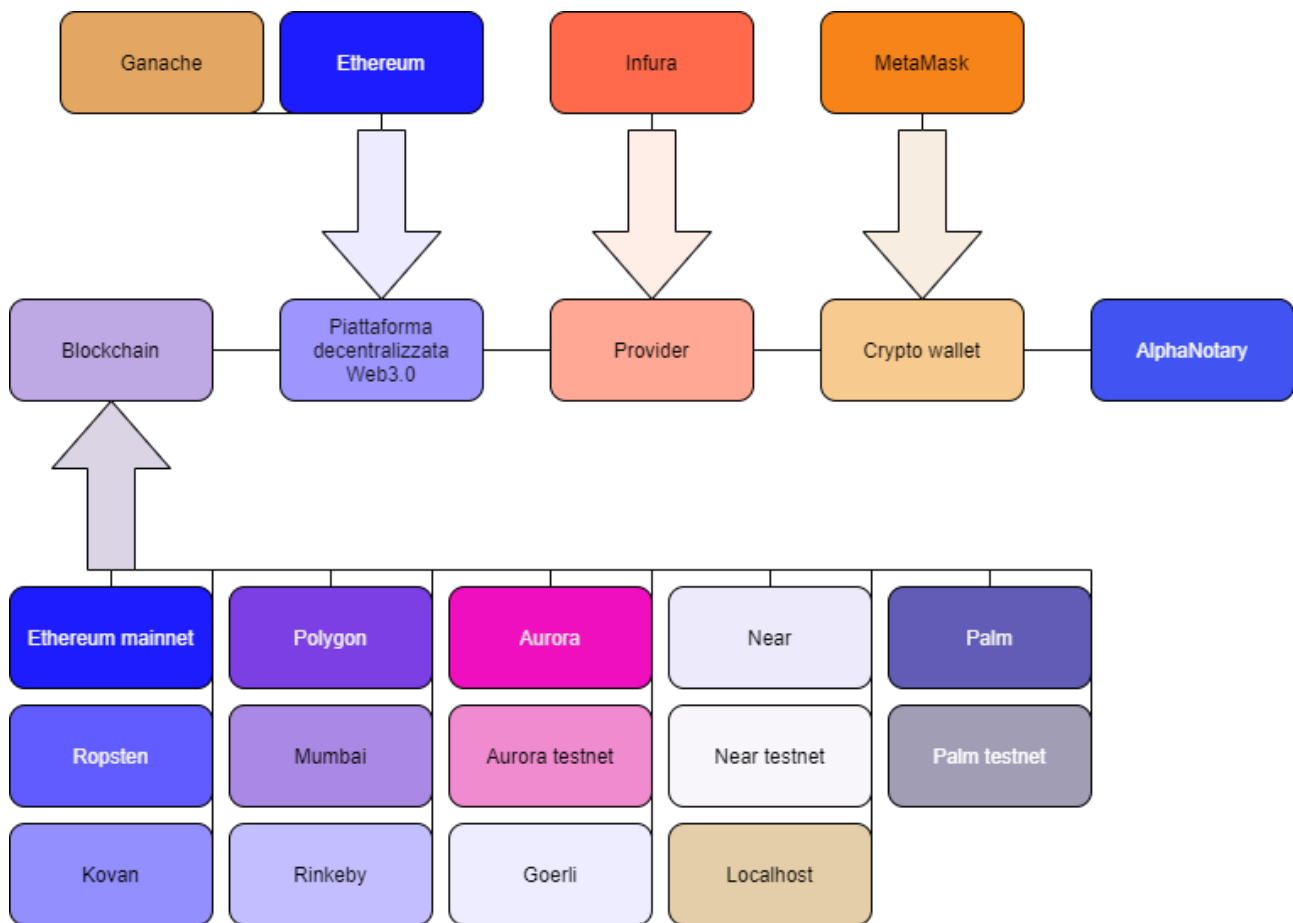 Ganache
Ethereum
Infura
MetaMask
Blockchain
Piattaforma
decentralizzata
Web3.0
Provider
Crypto wallet
AlphaNotary
Ethereum mainnet
Polygon
Aurora
Near
Palm
Ropsten
Mumbai
Aurora testnet
Near testnet
Palm testnet
Kovan
Rinkeby
Goerli
Localhost